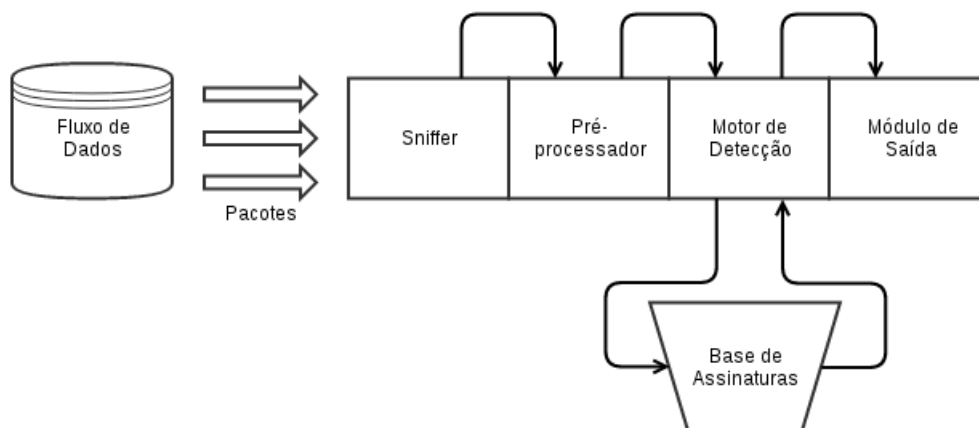 Fluxo de
Dados
Pacotes
Sniffer
Pré-
processador
Motor de
Detecção
Módulo de
Saída
Base de
Assinaturas